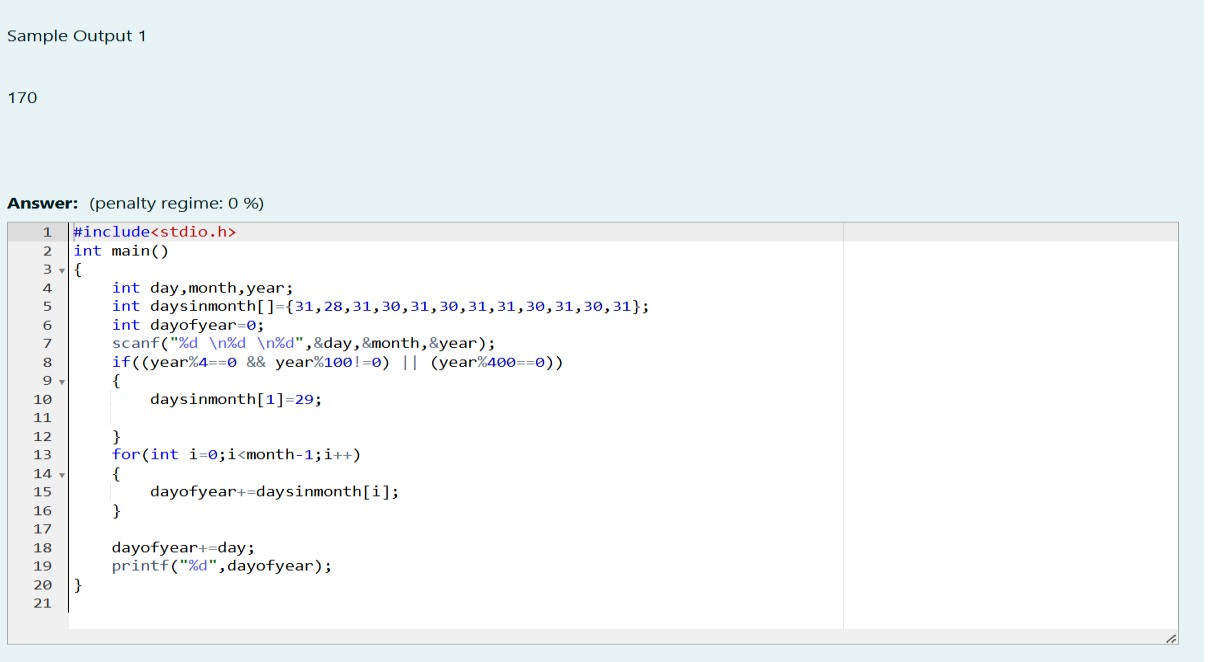 Sample Output 1
170
Answer: (penalty regime: 0 %)
1 #include<stdio.h>
2 int main()
3 {
4 int day,month,year;
5 int daysinmonth[]={31,28,31,30,31,30,31,31,30,31,30,31};
6 int dayofyear=0;
7 scanf("%d \n%d \n%d",&day,&month,&year);
8 if((year%4==0 && year%100!=0) || (year%400==0))
9 {
10 daysinmonth[1]=29;
11
12 }
13 for(int i=0;i<month-1;i++)
14 {
15 dayofyear+=daysinmonth[i];
16 }
17
18 dayofyear+=day;
19 printf("%d",dayofyear);
20 }
21